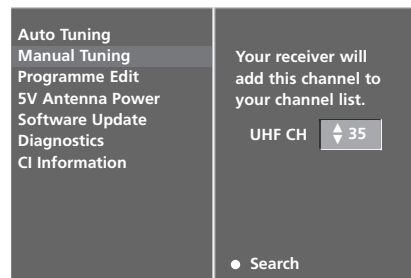 Auto Tuning
Manual Tuning
Programme Edit
5V Antenna Power
Software Update
Diagnostics
CI Information
Your receiver will
add this channel to
your channel list.
UHF CH 35
Search